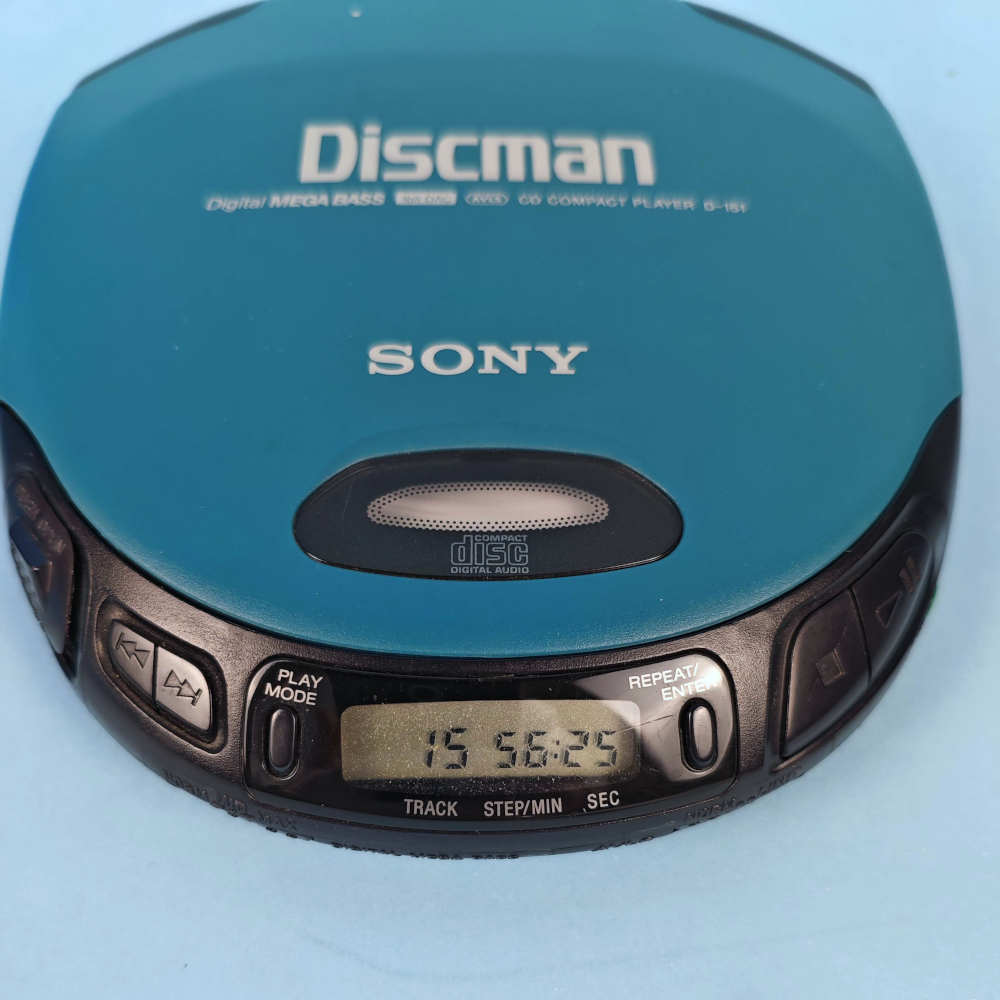 Discman
Digital MEGA BASS AVLS CD COMPACT PLAYER D-151
SONY
COMPACT
disc
DIGITAL AUDIO
PLAY
MODE
REPEAT/
ENTER
15 56:25
TRACK STEP/MIN SEC